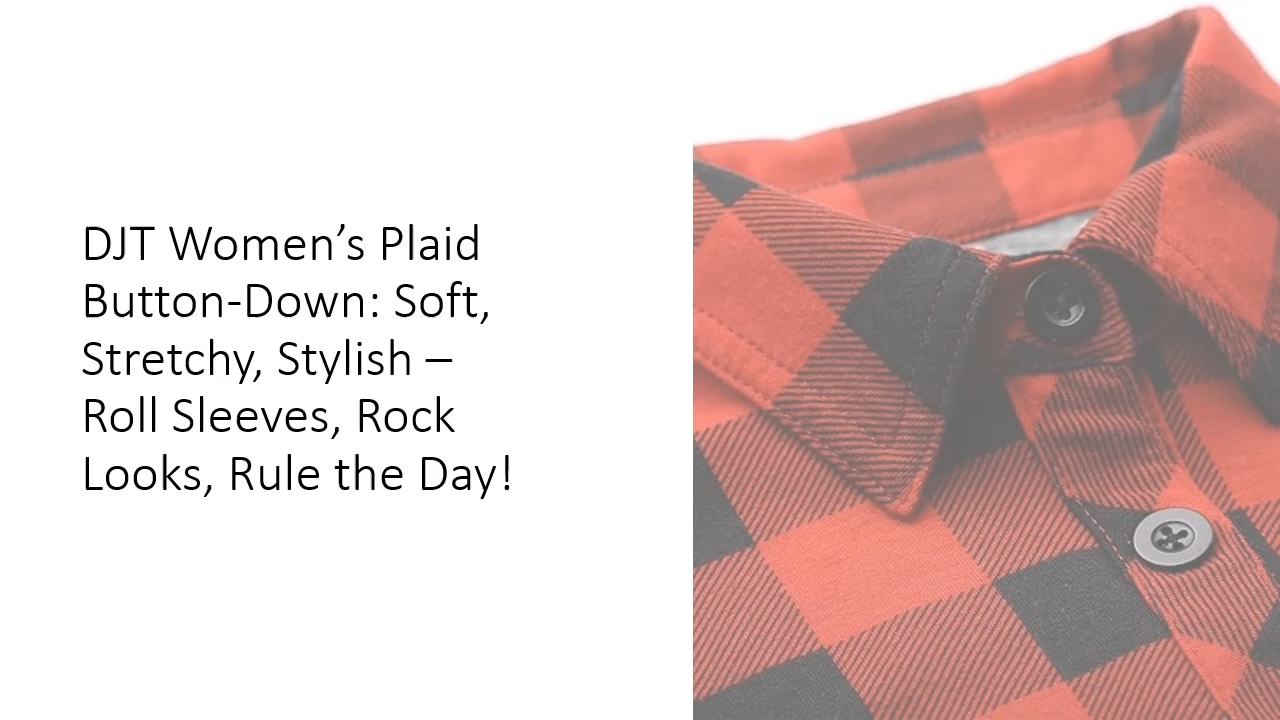 DJT Women’s Plaid
Button-Down: Soft,
Stretchy, Stylish –
Roll Sleeves, Rock
Looks, Rule the Day!